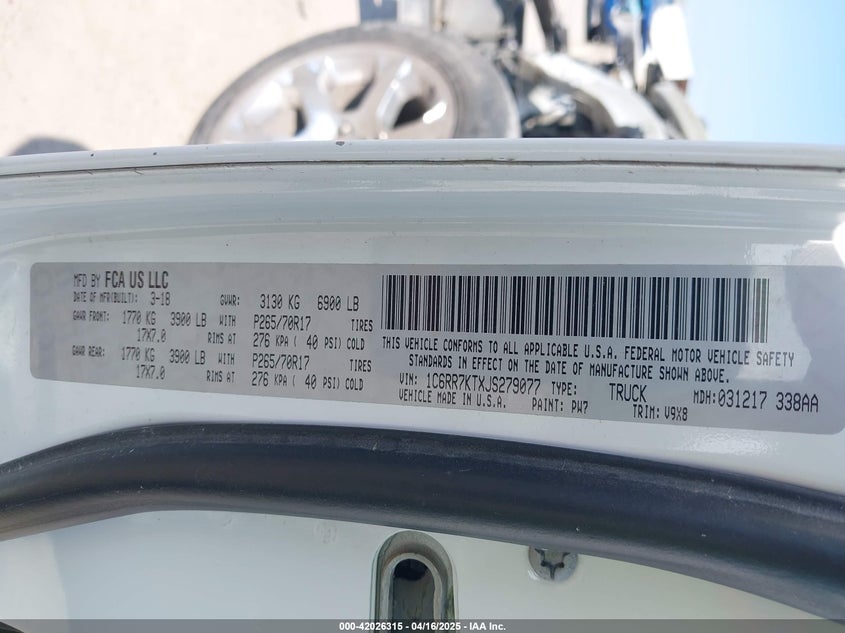 MFD BY FCA US LLC
DATE OF MFR(BUILT): 3-18 GVWR: 3130 KG 6900 LB
GAWR FRONT: 1770 KG 3900 LB WITH P265/70R17 TIRES
17X7.0 RIMS AT 276 KPA ( 40 PSI) COLD
GAWR REAR: 1770 KG 3900 LB WITH P265/70R17 TIRES
17X7.0 RIMS AT 276 KPA ( 40 PSI) COLD
THIS VEHICLE CONFORMS TO ALL APPLICABLE U.S.A. FEDERAL MOTOR VEHICLE SAFETY
STANDARDS IN EFFECT ON THE DATE OF MANUFACTURE SHOWN ABOVE.
VIN: 1C6RR7KTXJS279077 TYPE: TRUCK MDH:031217 338AA
VEHICLE MADE IN U.S.A. PAINT: PW7 TRIM: V9X8
000-42026315 - 04/16/2025 - IAA Inc.